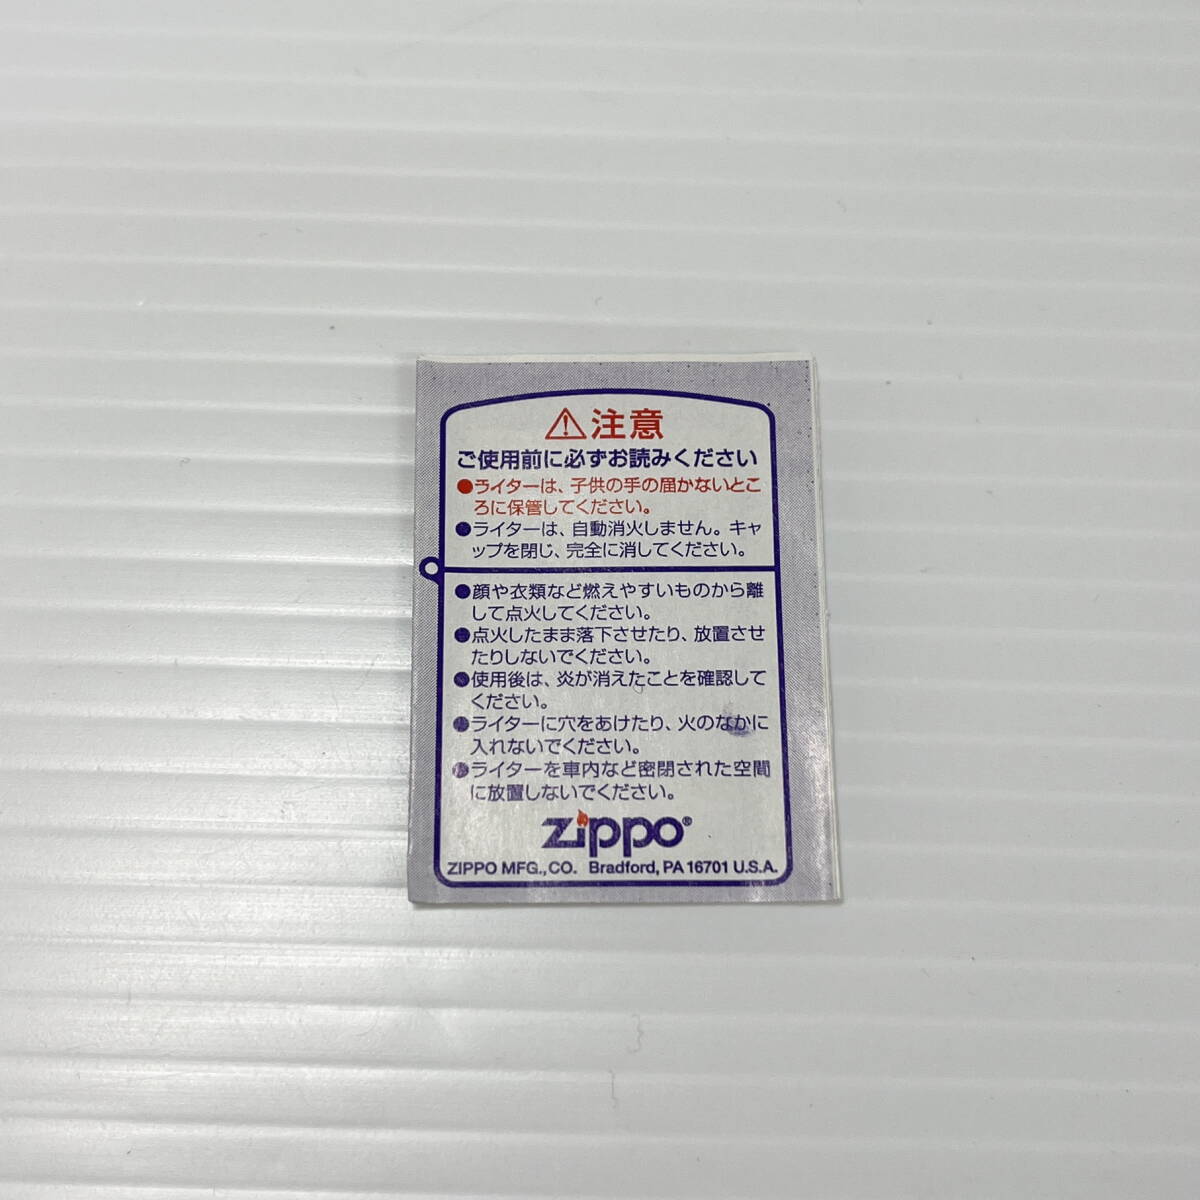 ⚠注意
ご使用前に必ずお読みください
●ライターは、子供の手の届かないとこ
ろに保管してください。
●ライターは、自動消火しません。キャ
ップを閉じ、完全に消してください。
●顔や衣類など燃えやすいものから離
して点火してください。
●点火したまま落下させたり、放置させ
たりしないでください。
●使用後は、炎が消えたことを確認して
ください。
●ライターに穴をあけたり、火のなかに
入れないでください。
●ライターを車内など密閉された空間
に放置しないでください。
zippo®
ZIPPO MFG.,CO. Bradford, PA 16701 U.S.A.